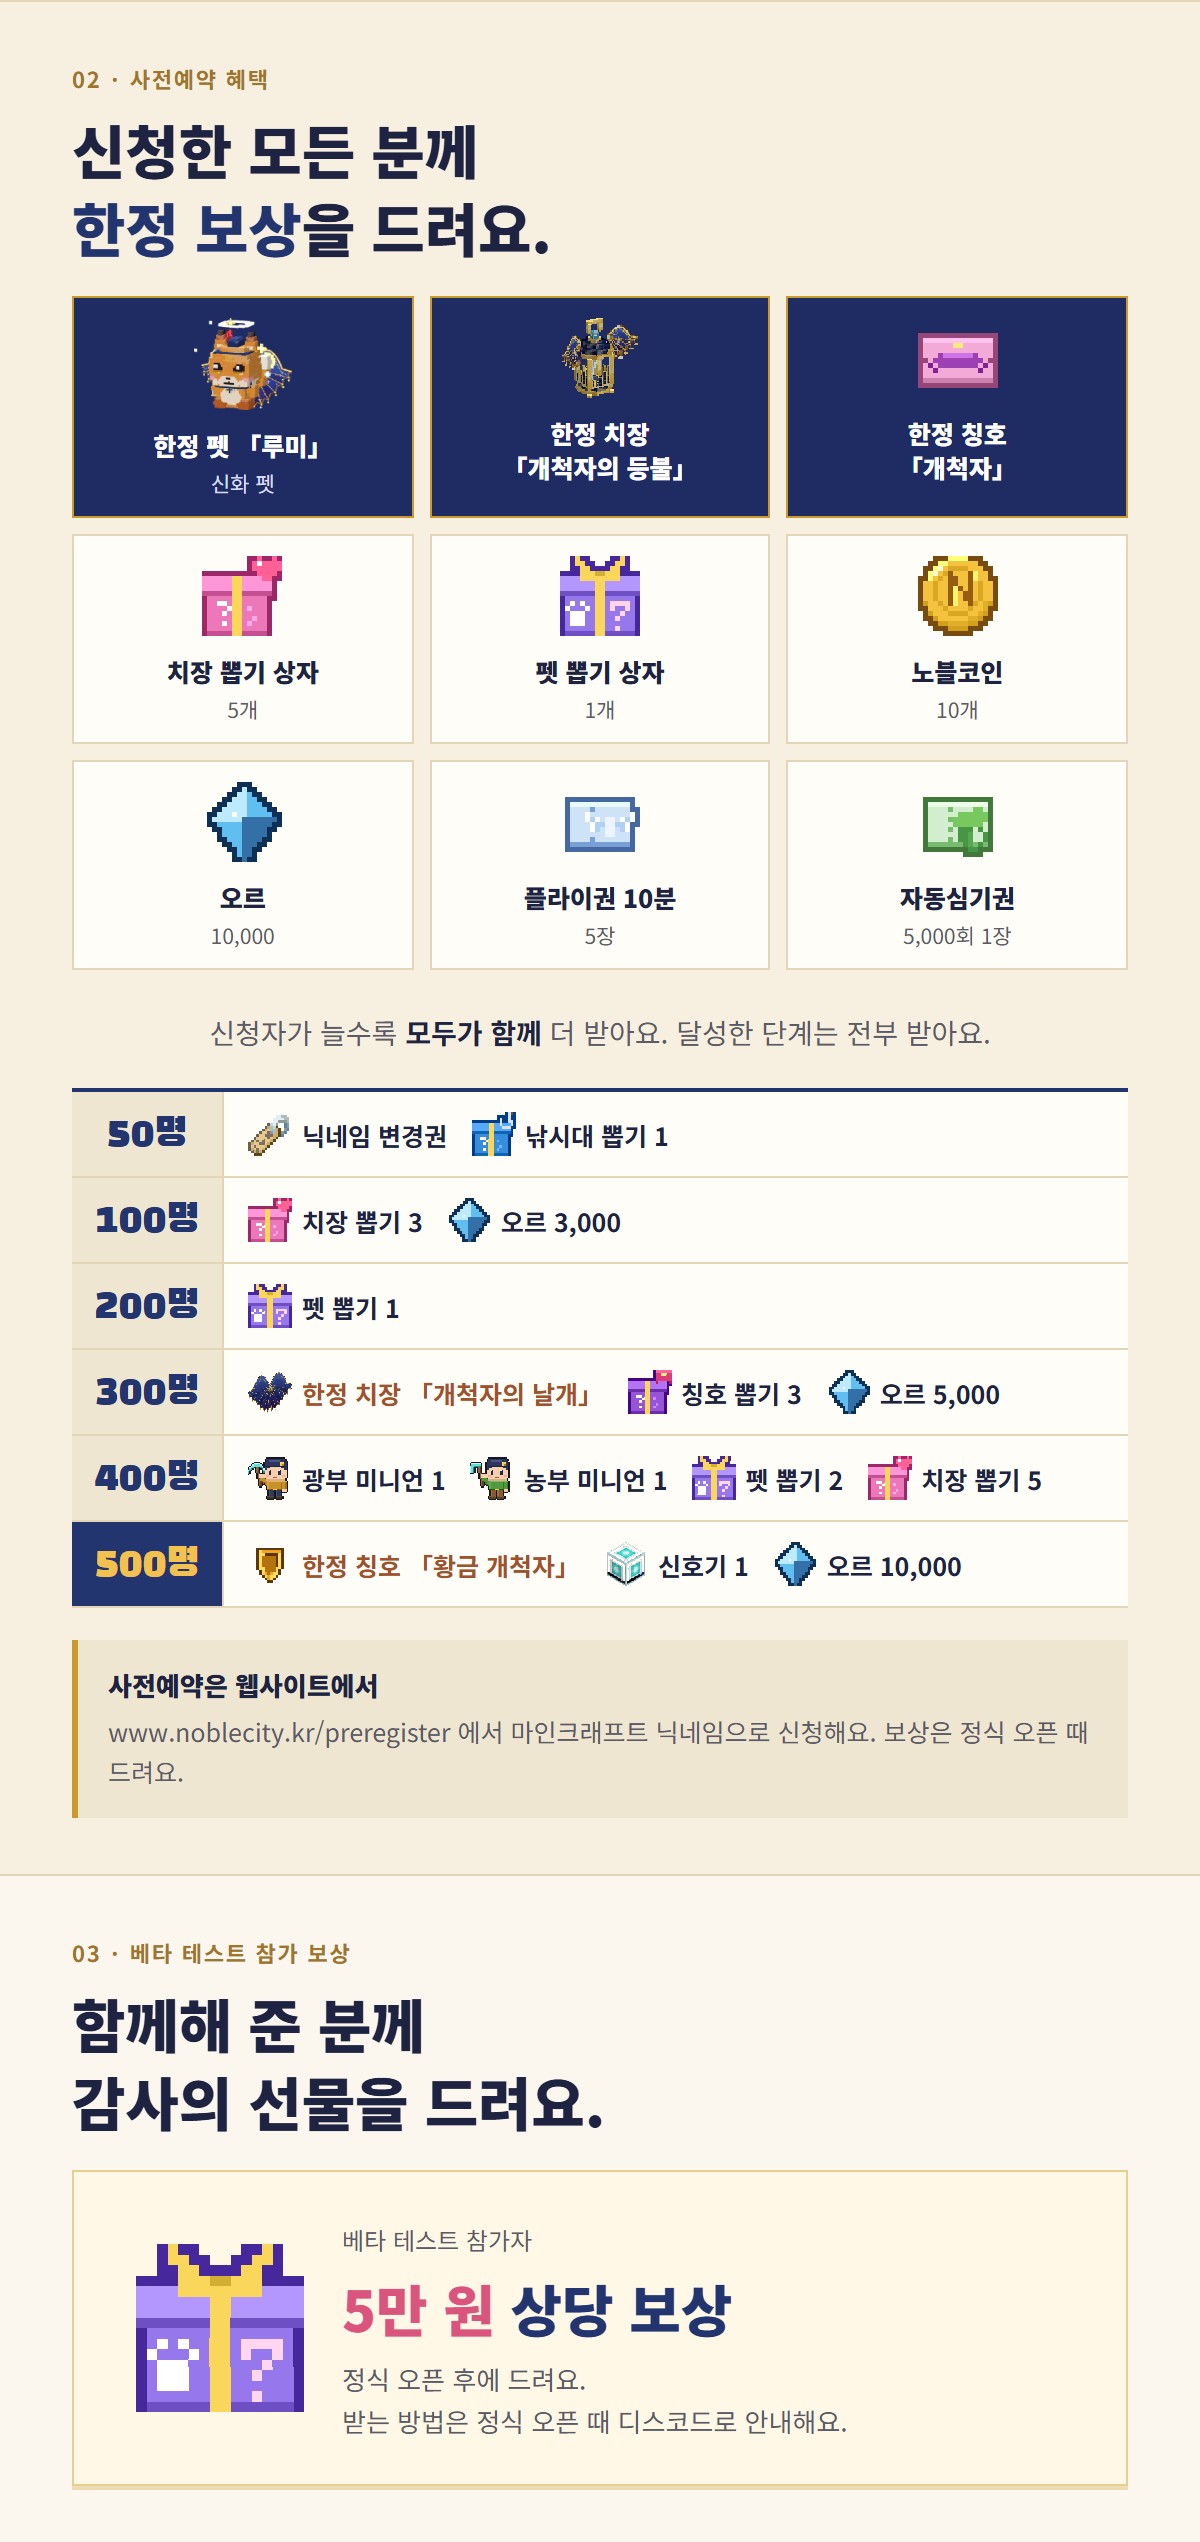 02 · 사전예약 혜택
신청한 모든 분께
한정 보상을 드려요.
한정 펫 「루미」
신화 펫
한정 치장
「개척자의 등불」
한정 칭호
「개척자」
치장 뽑기 상자
5개
펫 뽑기 상자
1개
노블코인
10개
오르
10,000
플라이권 10분
5장
자동심기권
5,000회 1장
신청자가 늘수록 모두가 함께 더 받아요. 달성한 단계는 전부 받아요.
50명 닉네임 변경권 낚시대 뽑기 1
100명 치장 뽑기 3 오르 3,000
200명 펫 뽑기 1
300명 한정 치장 「개척자의 날개」 칭호 뽑기 3 오르 5,000
400명 광부 미니언 1 농부 미니언 1 펫 뽑기 2 치장 뽑기 5
500명 한정 칭호 「황금 개척자」 신호기 1 오르 10,000
사전예약은 웹사이트에서
www.noblecity.kr/preregister 에서 마인크래프트 닉네임으로 신청해요. 보상은 정식 오픈 때
드려요.
03 · 베타 테스트 참가 보상
함께해 준 분께
감사의 선물을 드려요.
베타 테스트 참가자
5만 원 상당 보상
정식 오픈 후에 드려요.
받는 방법은 정식 오픈 때 디스코드로 안내해요.